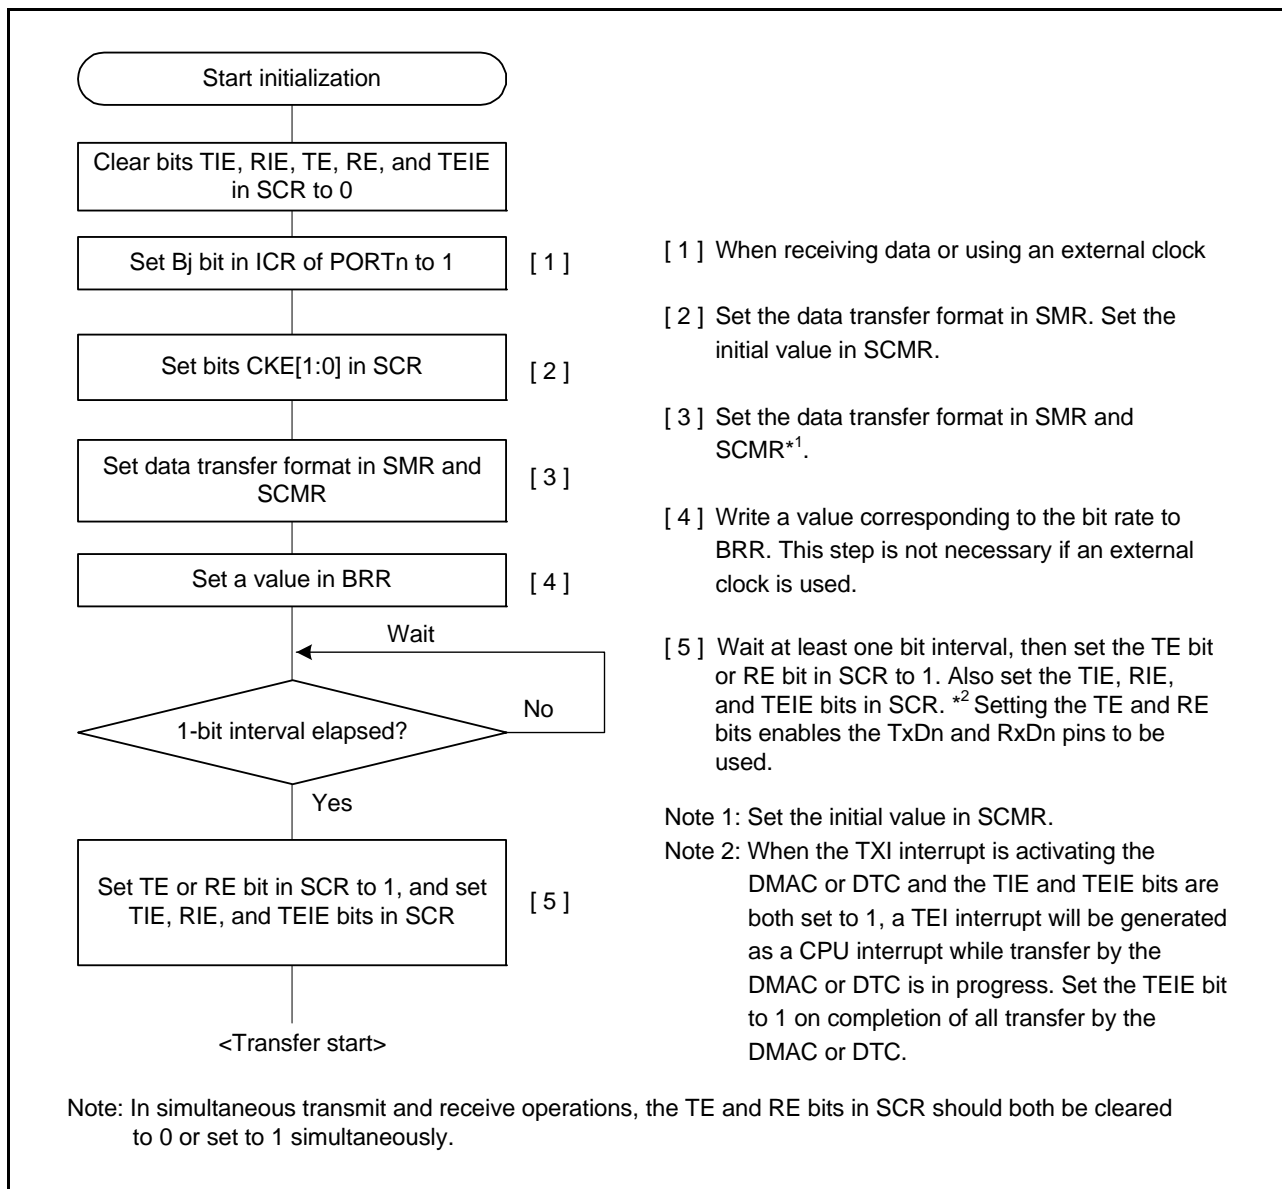 Start initialization
Clear bits TIE, RIE, TE, RE, and TEIE
in SCR to 0
Set Bj bit in ICR of PORTn to 1
[ 1 ]
Set bits CKE[1:0] in SCR
[ 2 ]
Set data transfer format in SMR and
SCMR
[ 3 ]
Set a value in BRR
[ 4 ]
Wait
1-bit interval elapsed?
No
Yes
Set TE or RE bit in SCR to 1, and set
TIE, RIE, and TEIE bits in SCR
[ 5 ]
<Transfer start>
[ 1 ] When receiving data or using an external clock
[ 2 ] Set the data transfer format in SMR. Set the
initial value in SCMR.
[ 3 ] Set the data transfer format in SMR and
SCMR*1.
[ 4 ] Write a value corresponding to the bit rate to
BRR. This step is not necessary if an external
clock is used.
[ 5 ] Wait at least one bit interval, then set the TE bit
or RE bit in SCR to 1. Also set the TIE, RIE,
and TEIE bits in SCR. *2 Setting the TE and RE
bits enables the TxDn and RxDn pins to be
used.
Note 1: Set the initial value in SCMR.
Note 2: When the TXI interrupt is activating the
DMAC or DTC and the TIE and TEIE bits are
both set to 1, a TEI interrupt will be generated
as a CPU interrupt while transfer by the
DMAC or DTC is in progress. Set the TEIE bit
to 1 on completion of all transfer by the
DMAC or DTC.
Note: In simultaneous transmit and receive operations, the TE and RE bits in SCR should both be cleared
to 0 or set to 1 simultaneously.